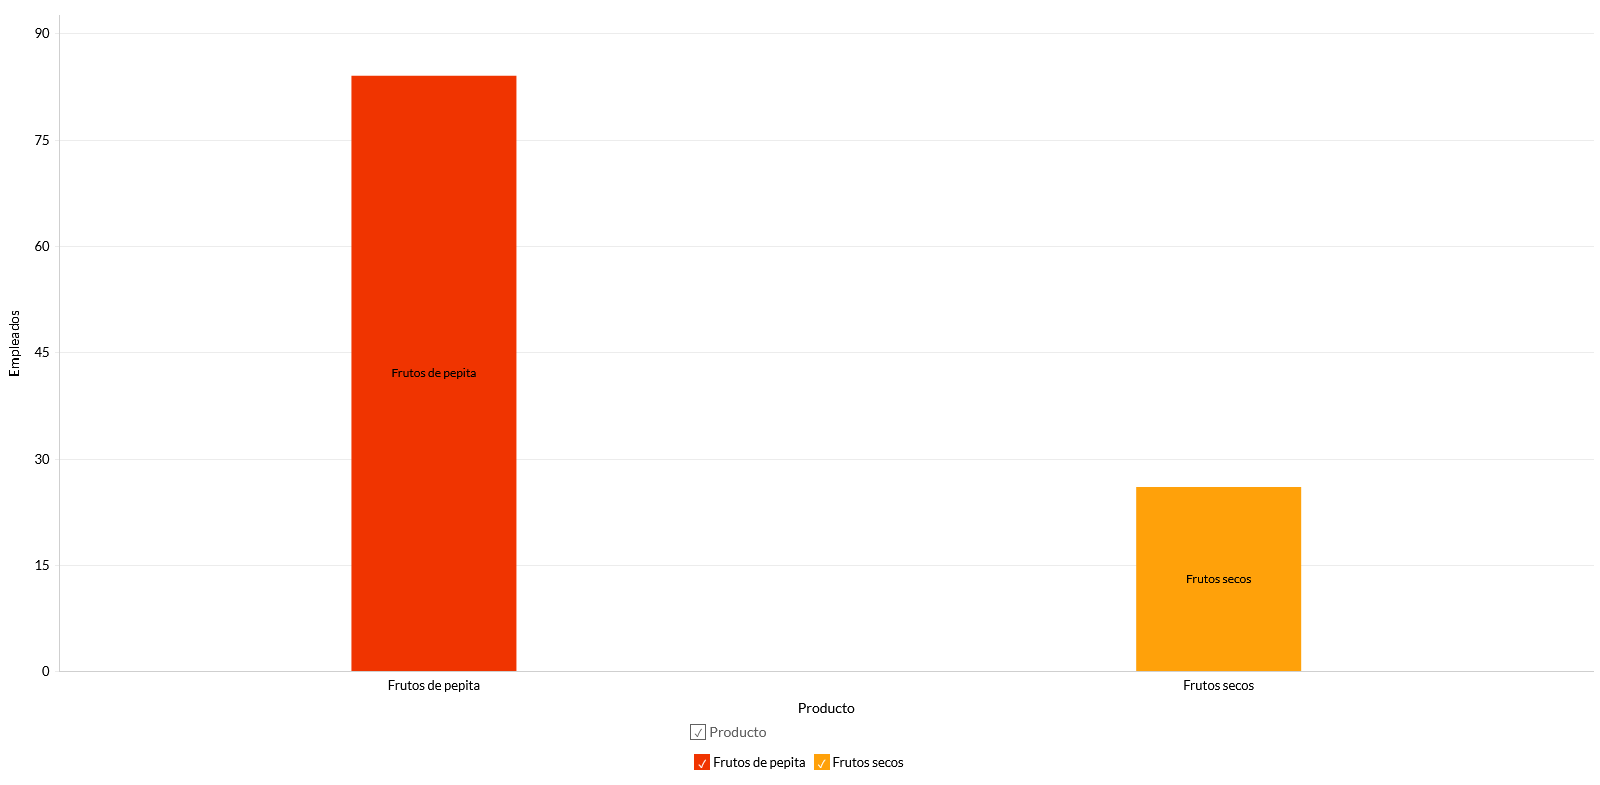 90
75
60
45
30
15
0
Empleados
Frutos de pepita
Frutos secos
Frutos de pepita
Frutos secos
Producto
Producto
Frutos de pepita Frutos secos